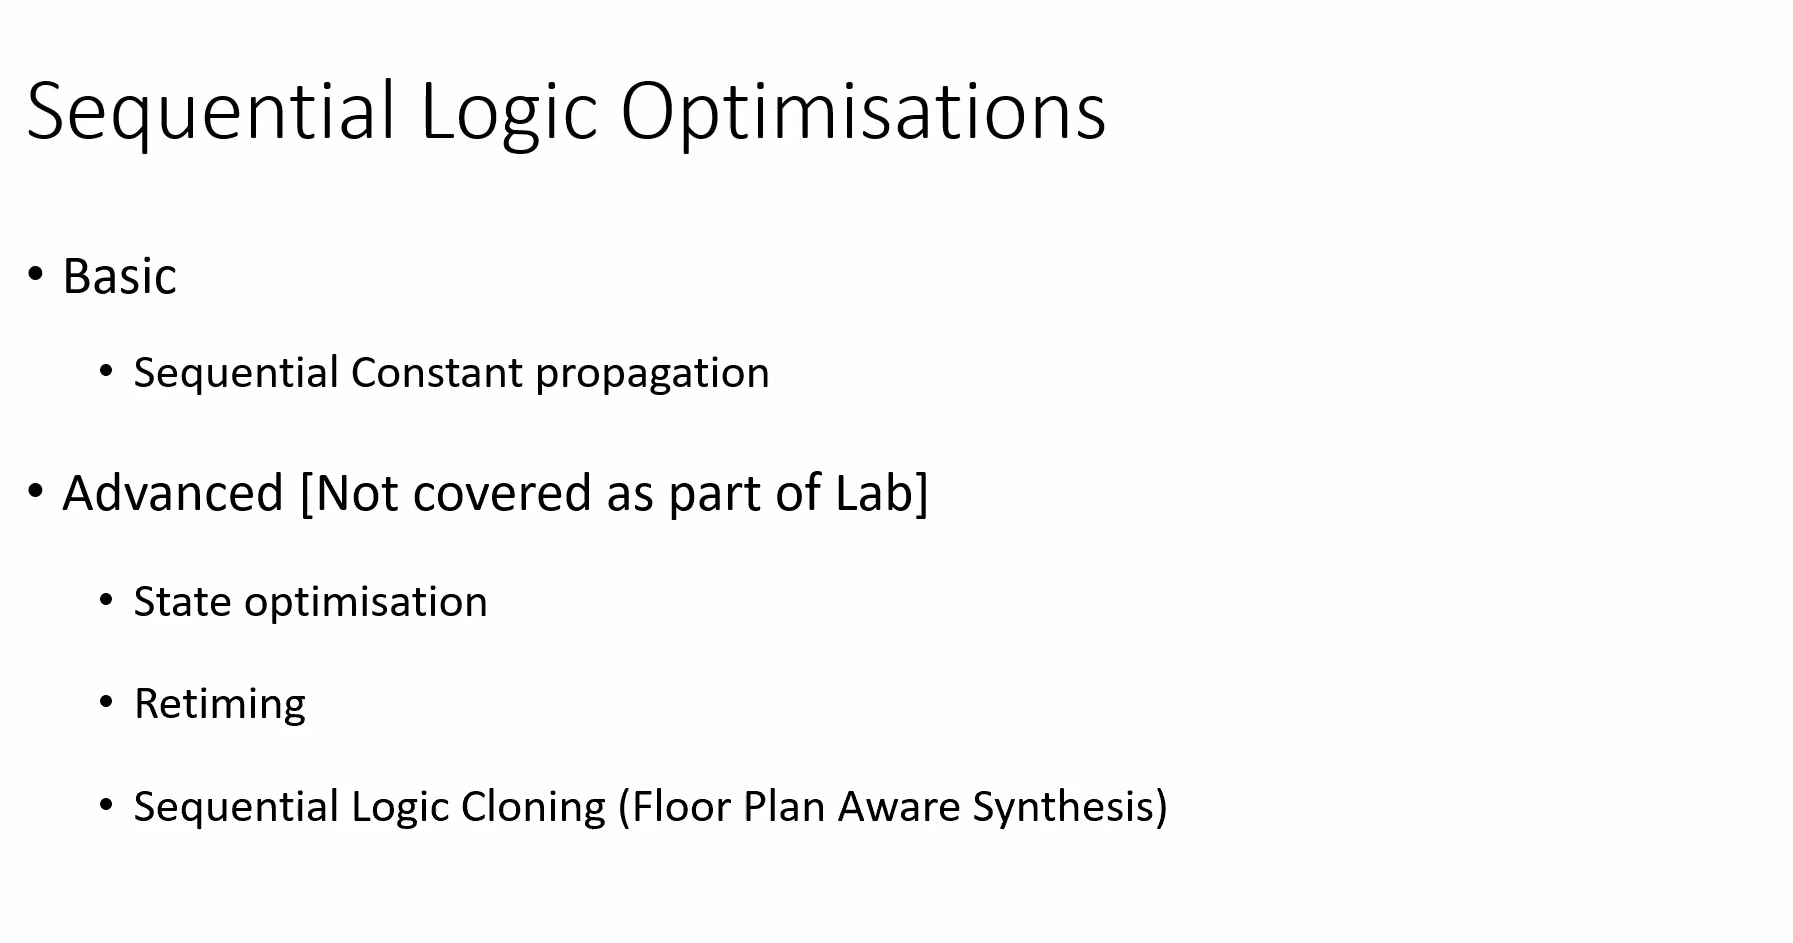 Sequential Logic Optimisations
• Basic
• Sequential Constant propagation
• Advanced [Not covered as part of Lab]
• State optimisation
• Retiming
• Sequential Logic Cloning (Floor Plan Aware Synthesis)